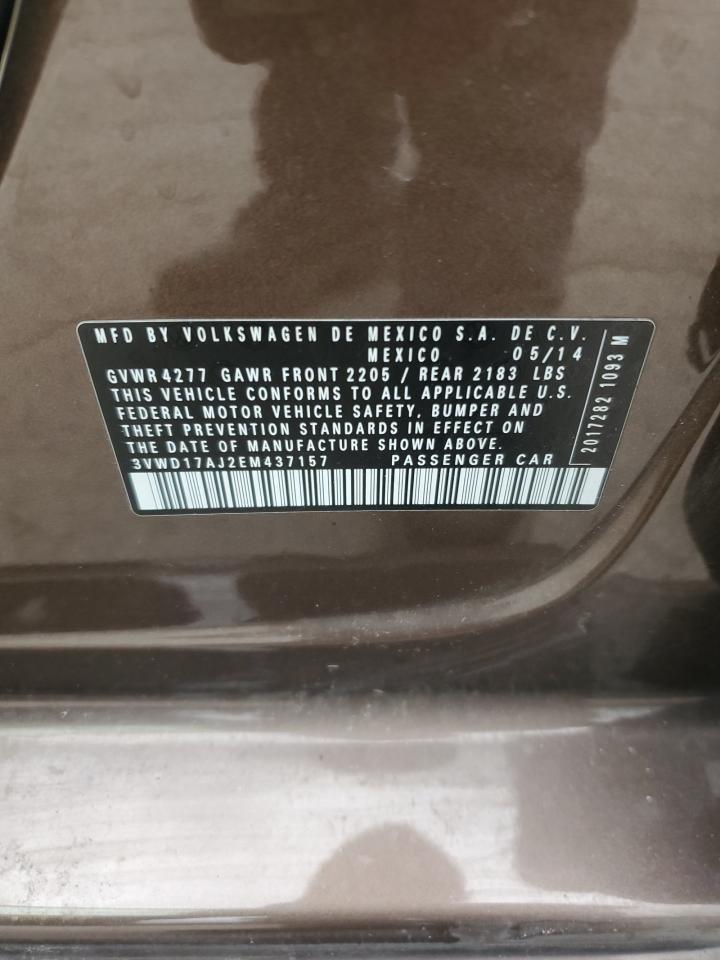 MFD BY VOLKSWAGEN DE MEXICO S.A. DE C.V.
MEXICO 05/14
GVWR 4277 GAWR FRONT 2205 / REAR 2183 LBS
THIS VEHICLE CONFORMS TO ALL APPLICABLE U.S.
FEDERAL MOTOR VEHICLE SAFETY, BUMPER AND
THEFT PREVENTION STANDARDS IN EFFECT ON
THE DATE OF MANUFACTURE SHOWN ABOVE.
3VWD17AJ2EM437157 PASSENGER CAR
2017282 1093 M